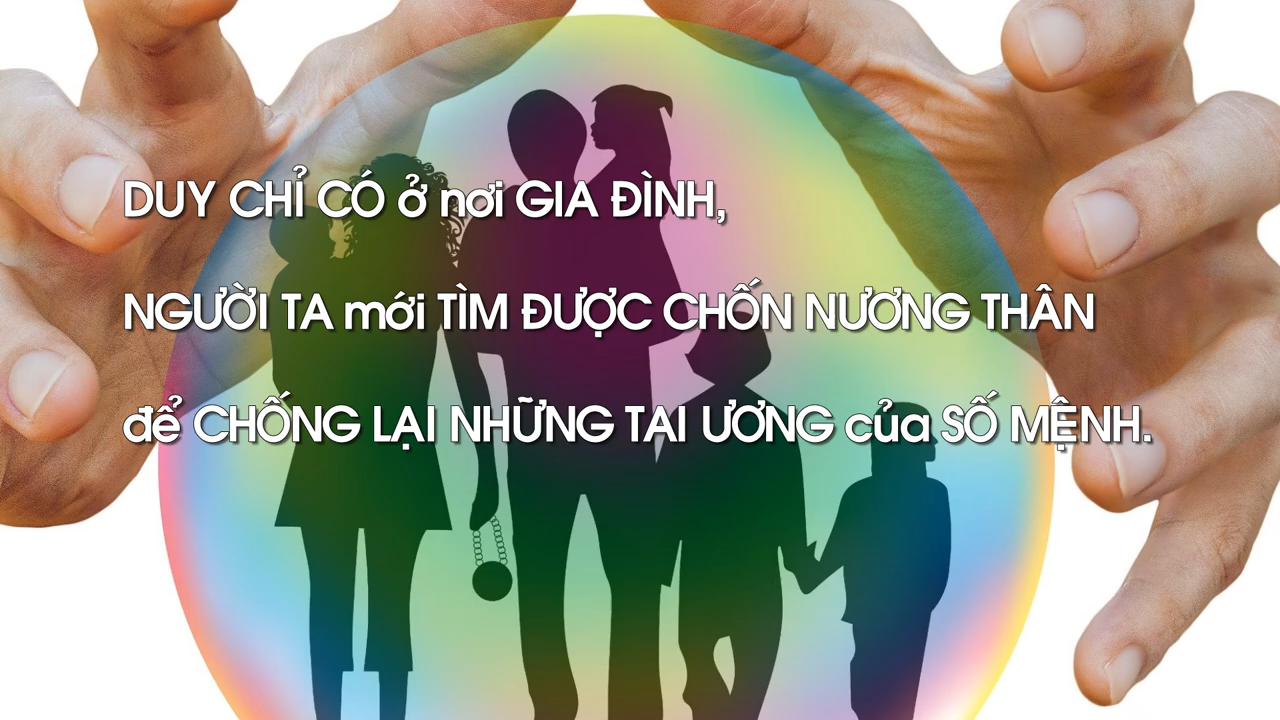 DUY CHỈ CÓ ở nơi GIA ĐÌNH,
NGƯỜI TA mới TÌM ĐƯỢC CHỐN NƯƠNG THÂN
để CHỐNG LẠI NHỮNG TAI ƯƠNG của SỐ MỆNH.